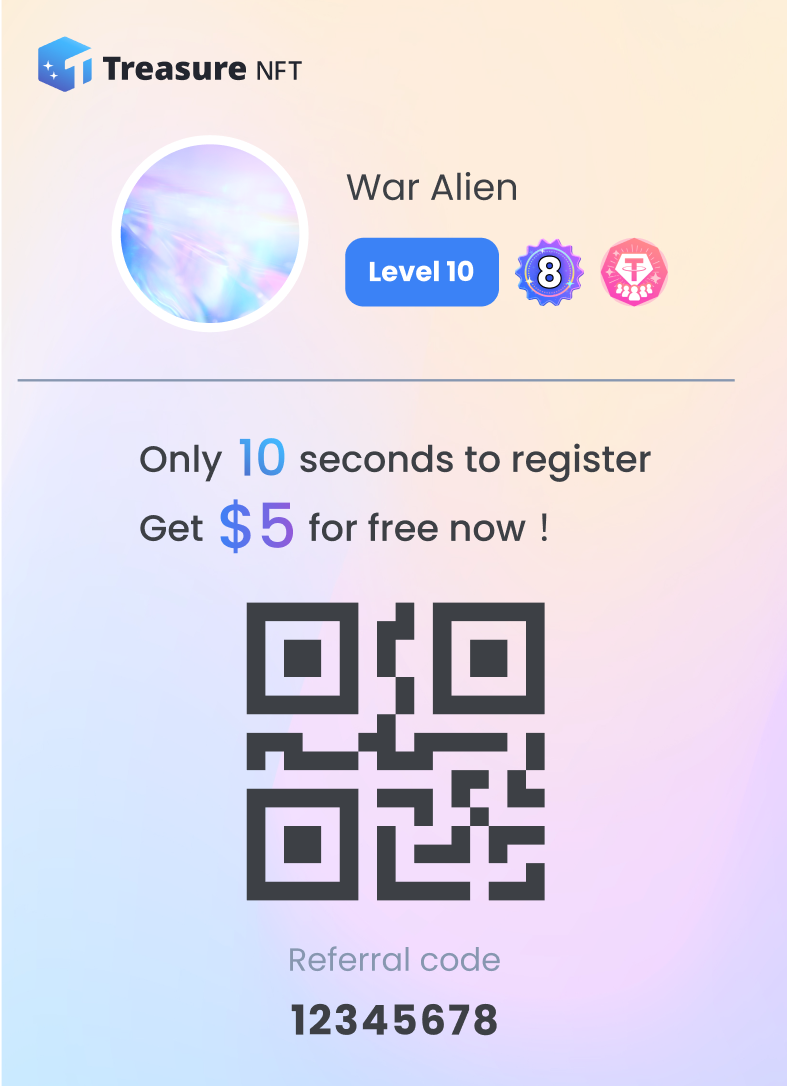 Treasure NFT
War Alien
Level 10
8
Only 10 seconds to register
Get $5 for free now !
Referral code
12345678